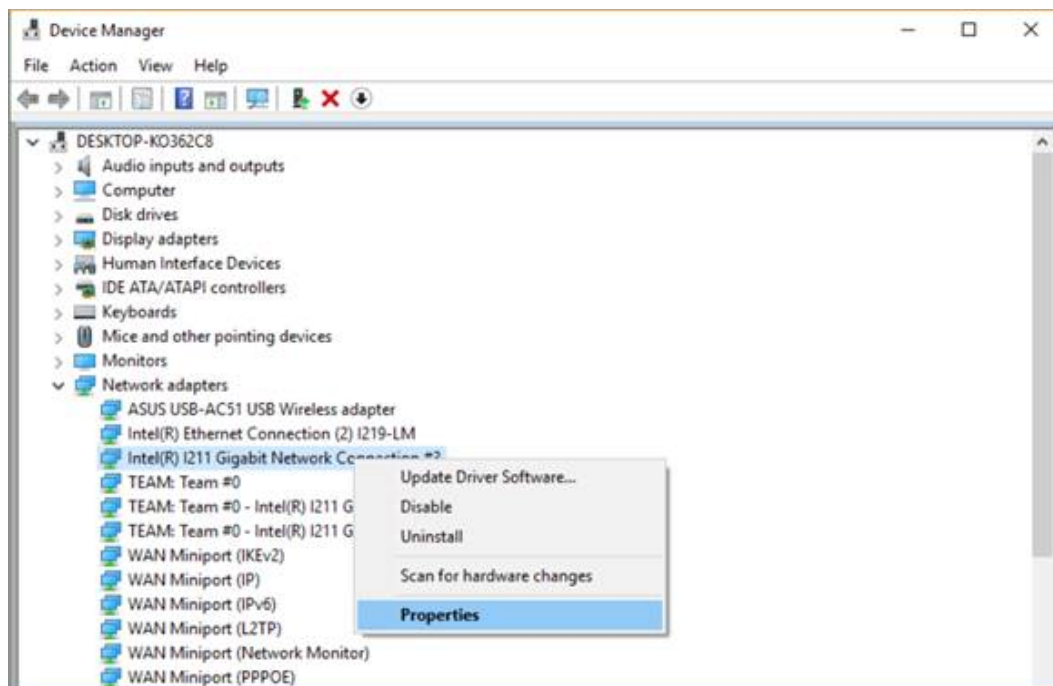 Device Manager
File Action View Help
DESKTOP-KO362C8
Audio inputs and outputs
Computer
Disk drives
Display adapters
Human Interface Devices
IDE ATA/ATAPI controllers
Keyboards
Mice and other pointing devices
Monitors
Network adapters
ASUS USB-AC51 USB Wireless adapter
Intel(R) Ethernet Connection (2) I219-LM
Intel(R) I211 Gigabit Network Connection
TEAM: Team #0
TEAM: Team #0 - Intel(R) I211 G
TEAM: Team #0 - Intel(R) I211 G
WAN Miniport (IKEv2)
WAN Miniport (IP)
WAN Miniport (IPv6)
WAN Miniport (L2TP)
WAN Miniport (Network Monitor)
WAN Miniport (PPPOE)
Update Driver Software...
Disable
Uninstall
Scan for hardware changes
Properties